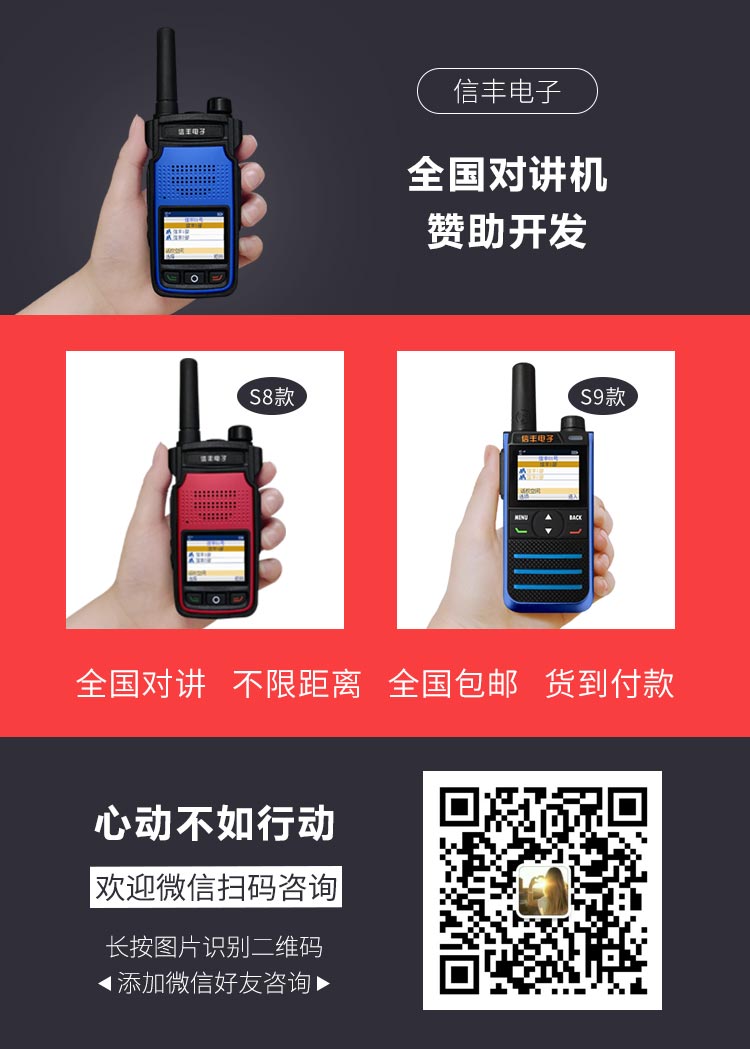 信丰电子
全国对讲机
赞助开发
信丰电子
S8款
S9款
信丰电子
信丰电子
MENU
BACK
全国对讲 不限距离 全国包邮 货到付款
心动不如行动
欢迎微信扫码咨询
长按图片识别二维码
添加微信好友咨询